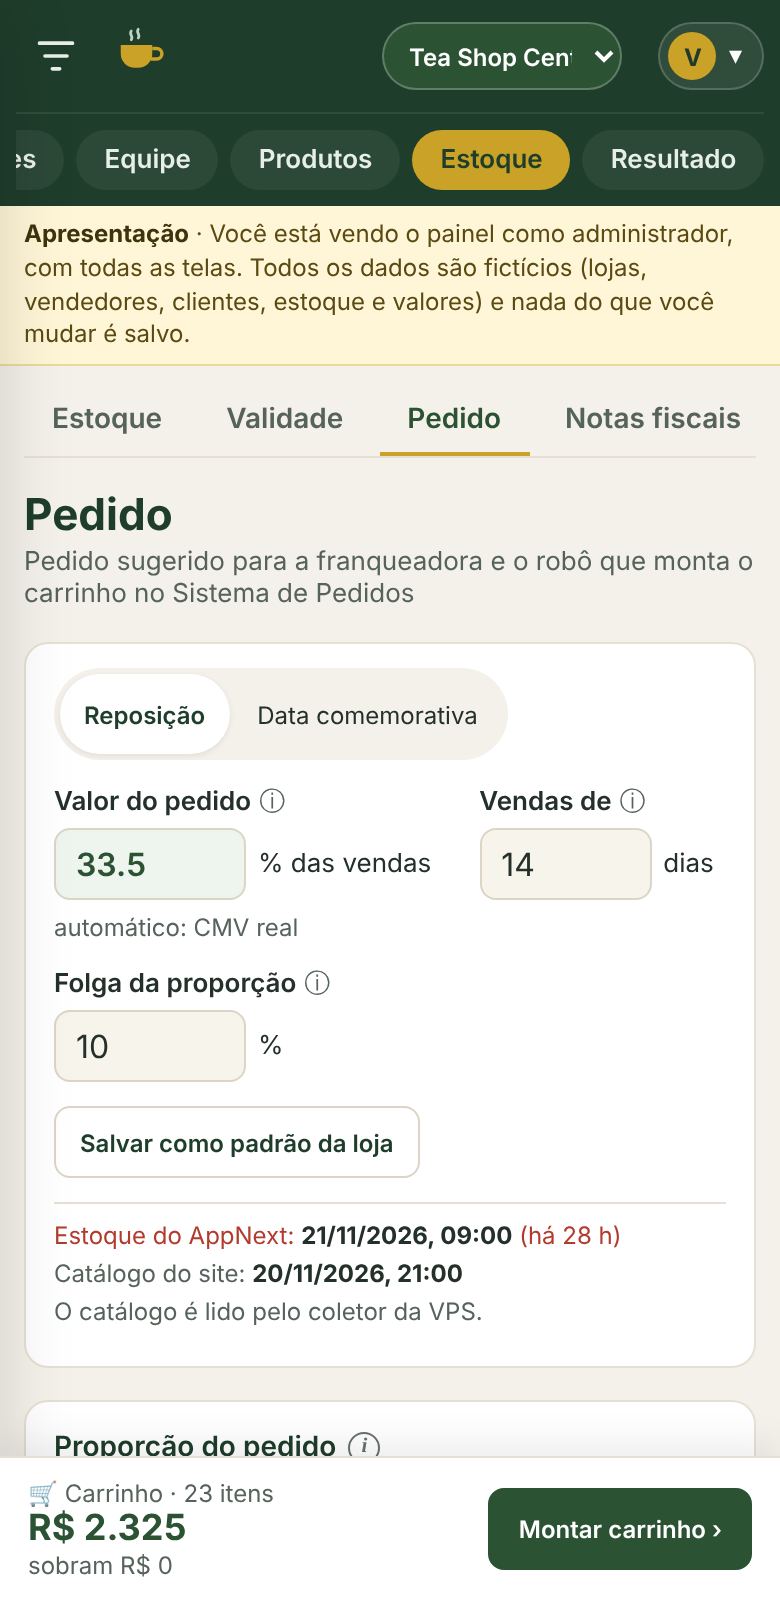 Tea Shop Cen
V ▼
es Equipe Produtos Estoque Resultado
Apresentação · Você está vendo o painel como administrador,
com todas as telas. Todos os dados são fictícios (lojas,
vendedores, clientes, estoque e valores) e nada do que você
mudar é salvo.
Estoque Validade Pedido Notas fiscais
Pedido
Pedido sugerido para a franqueadora e o robô que monta o
carrinho no Sistema de Pedidos
Reposição Data comemorativa
Valor do pedido ⓘ Vendas de ⓘ
33.5 % das vendas 14 dias
automático: CMV real
Folga da proporção ⓘ
10 %
Salvar como padrão da loja
Estoque do AppNext: 21/11/2026, 09:00 (há 28 h)
Catálogo do site: 20/11/2026, 21:00
O catálogo é lido pelo coletor da VPS.
Proporção do pedido i
🛒 Carrinho · 23 itens
R$ 2.325
sobram R$ 0
Montar carrinho ›